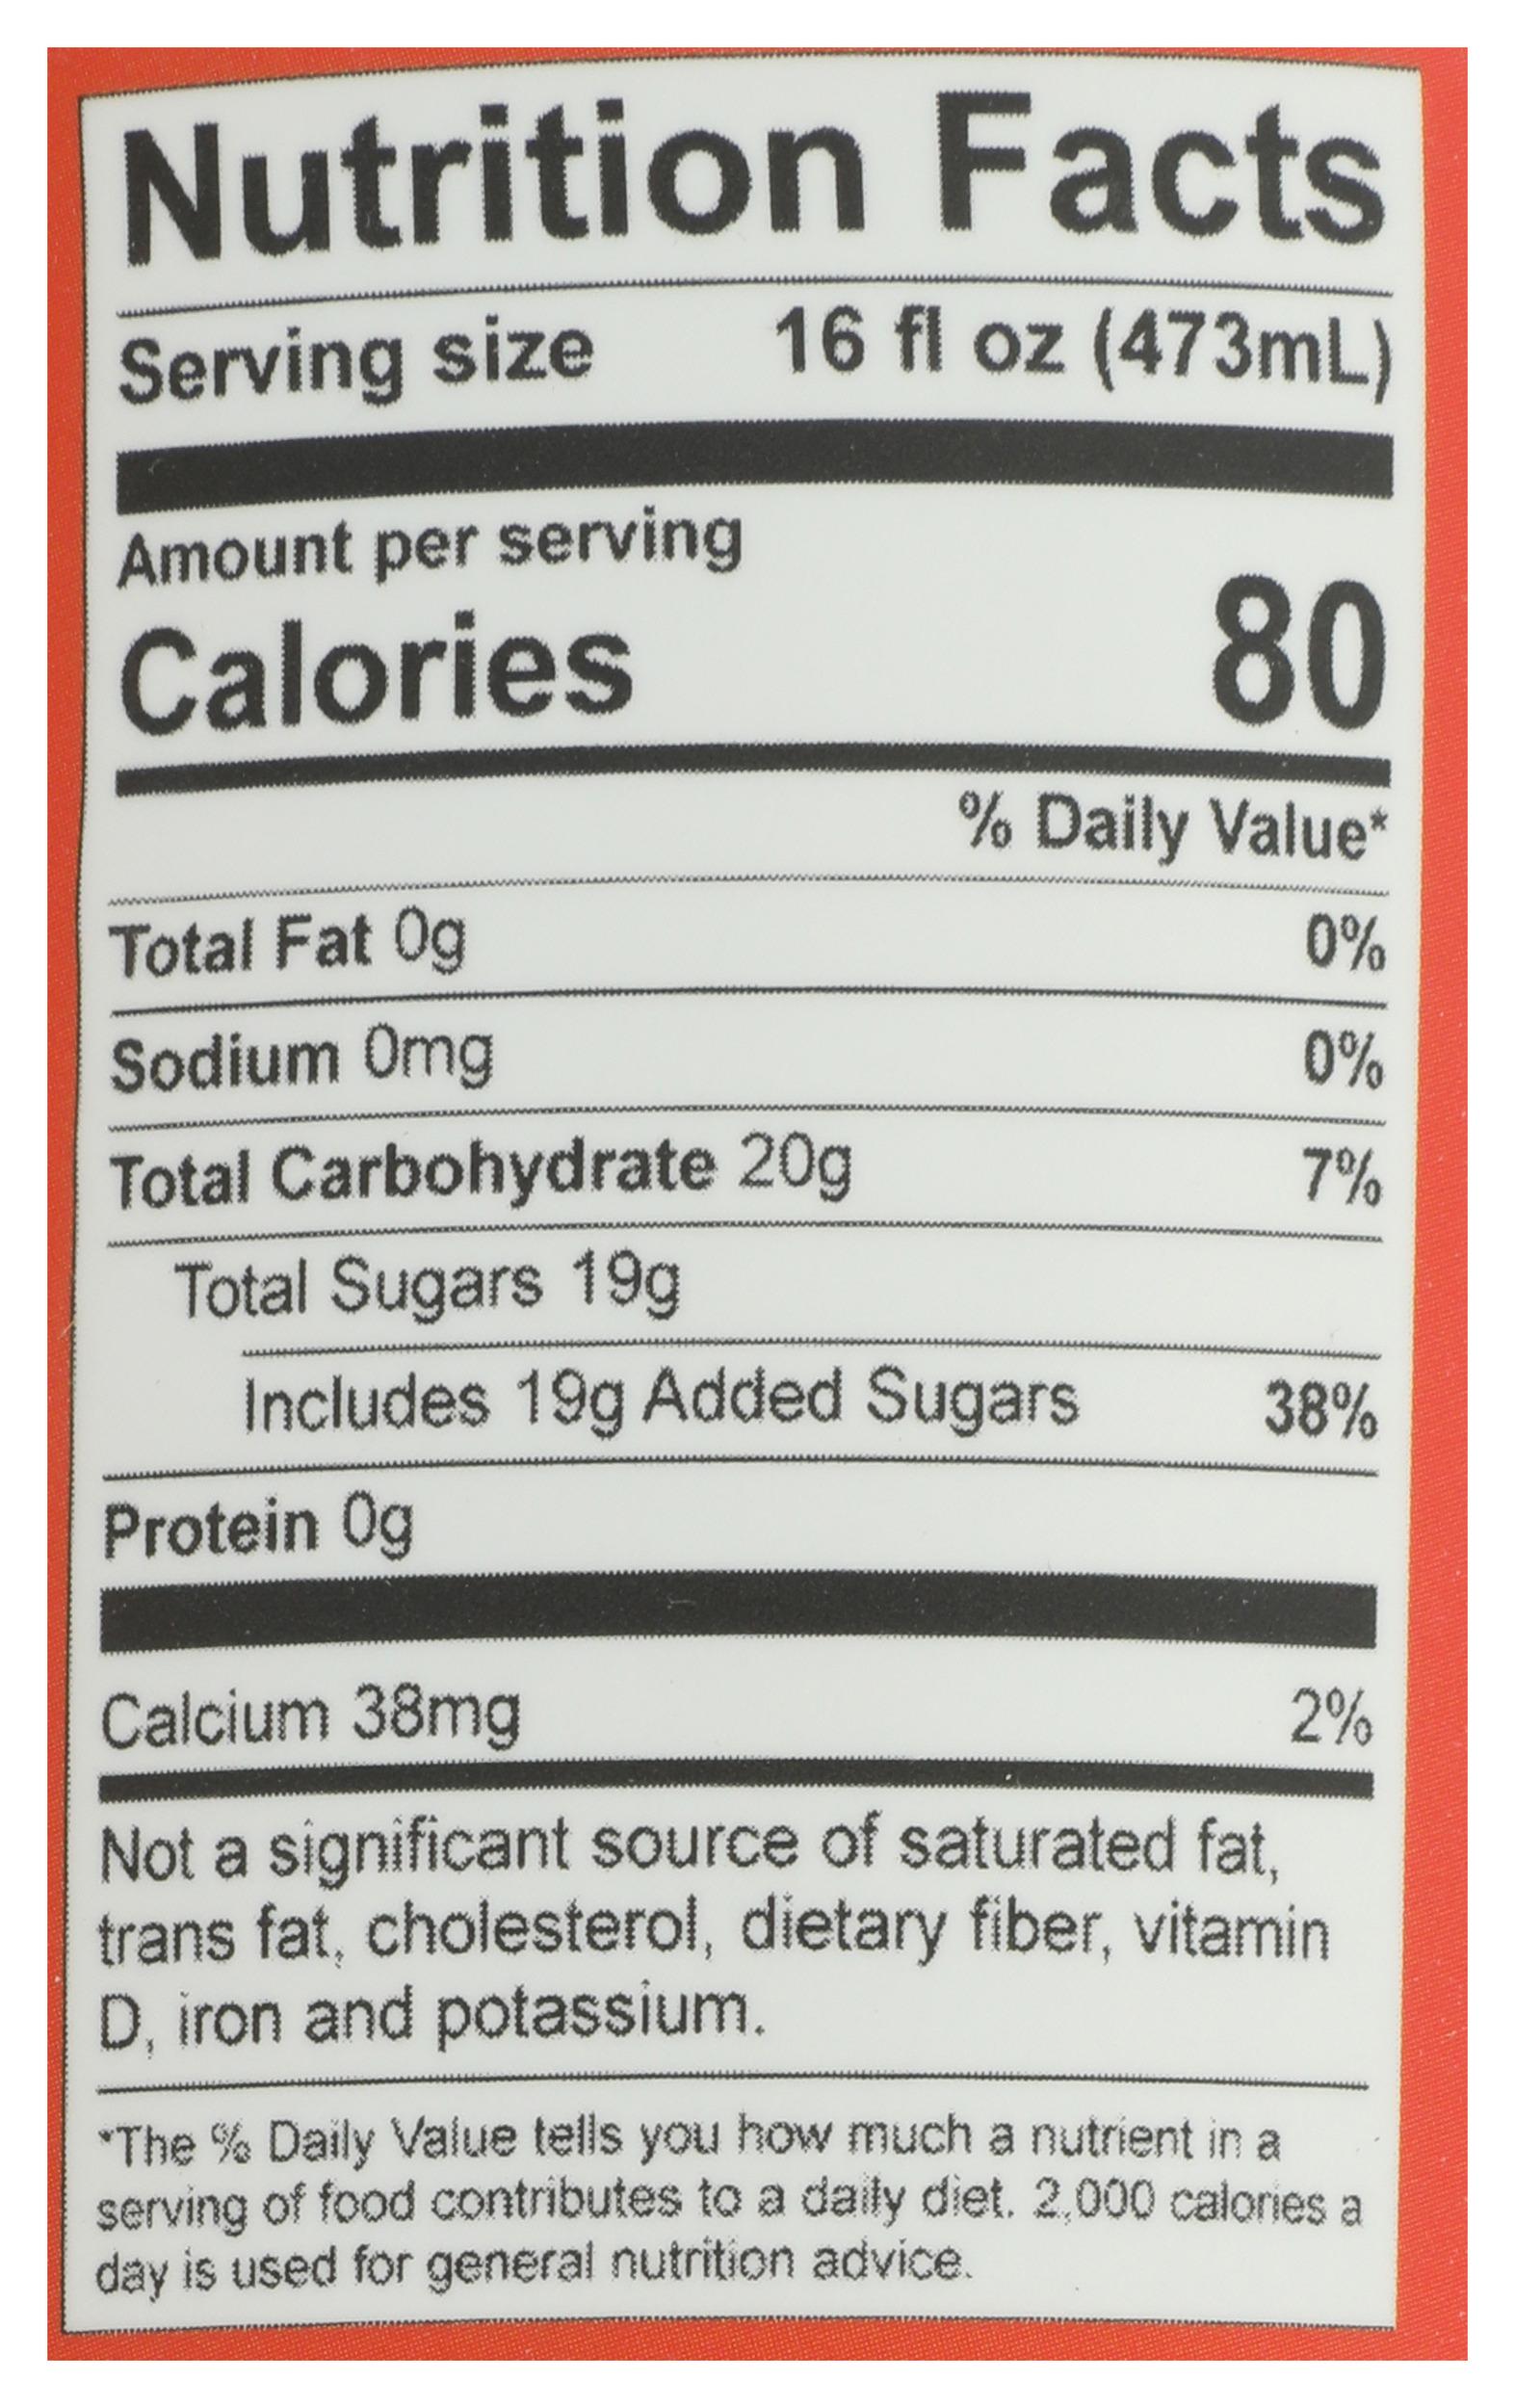 Nutrition Facts
Serving size 16 fl oz (473mL)
Amount per serving
Calories 80
% Daily Value*
Total Fat 0g 0%
Sodium 0mg 0%
Total Carbohydrate 20g 7%
Total Sugars 19g
Includes 19g Added Sugars 38%
Protein 0g
Calcium 38mg 2%
Not a significant source of saturated fat,
trans fat, cholesterol, dietary fiber, vitamin
D, iron and potassium.
*The % Daily Value tells you how much a nutrient in a
serving of food contributes to a daily diet. 2,000 calories a
day is used for general nutrition advice.